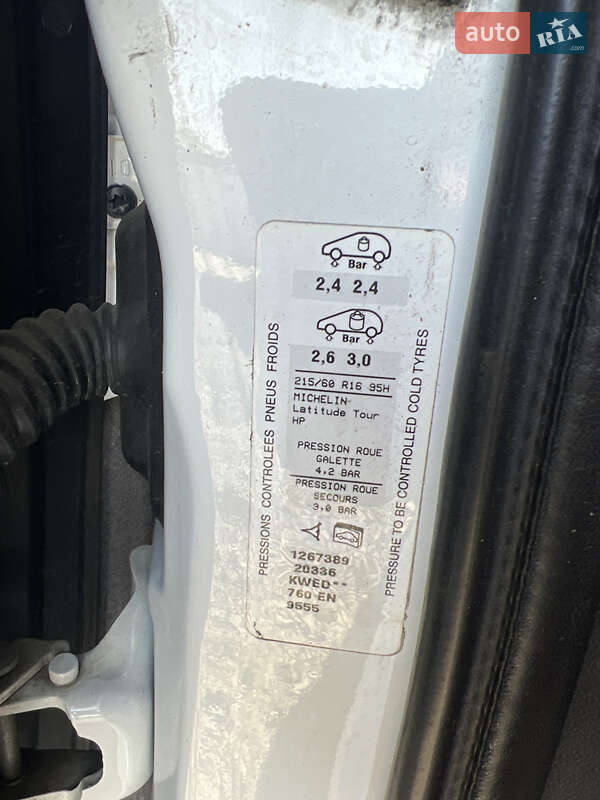 auto RIA .com
Bar
2,4 2,4
Bar
2,6 3,0
215/60 R16 95H
MICHELIN
Latitude Tour
HP
PRESSION ROUE
GALETTE
4,2 BAR
PRESSION ROUE
SECOURS
3,0 BAR
1267389
20336
KWED**
760 EN
9555
PRESSIONS CONTROLEES PNEUS FROIDS
PRESSURE TO BE CONTROLLED COLD TYRES